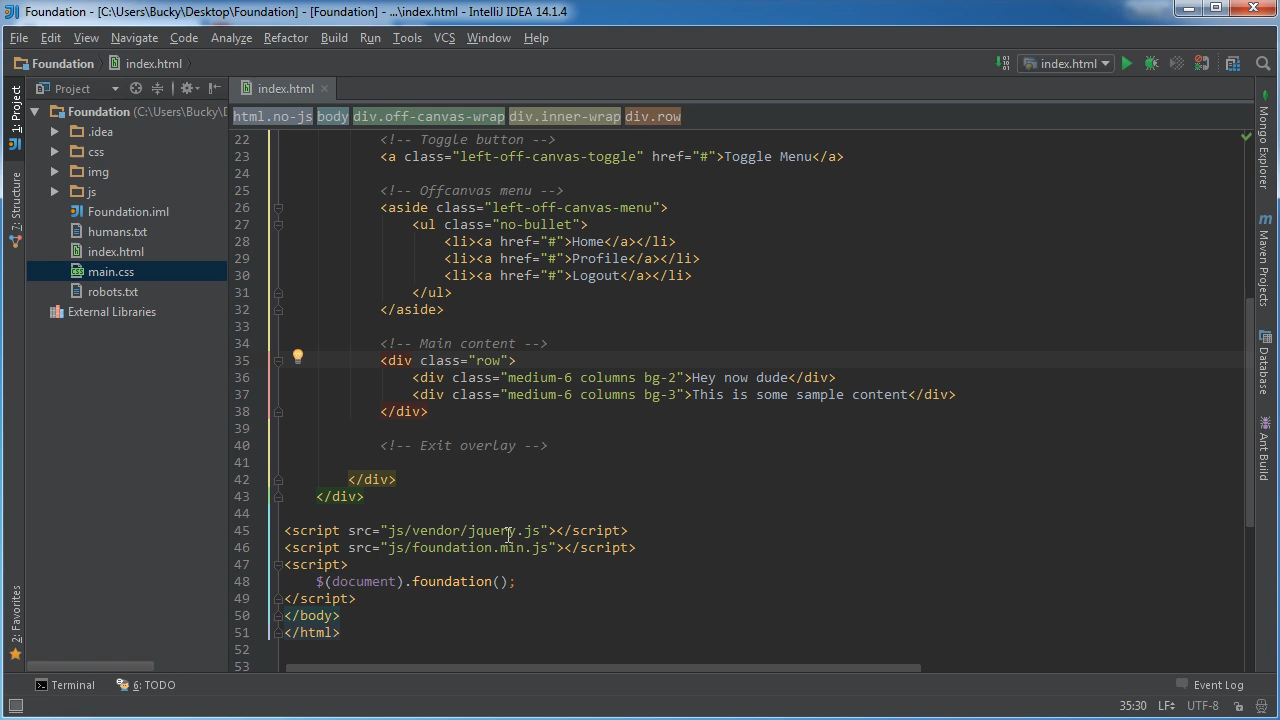 Foundation - [C:\Users\Bucky\Desktop\Foundation] - [Foundation] - ...\index.html - IntelliJ IDEA 14.1.4
File Edit View Navigate Code Analyze Refactor Build Run Tools VCS Window Help
Foundation index.html index.html
1: Project
7: Structure
2: Favorites
Project
Foundation (C:\Users\Bucky\D
.idea
css
img
js
Foundation.iml
humans.txt
index.html
main.css
robots.txt
External Libraries
index.html
html.no-js body div.off-canvas-wrap div.inner-wrap div.row
22 <!-- Toggle button -->
23 <a class="left-off-canvas-toggle" href="#">Toggle Menu</a>
24
25 <!-- Offcanvas menu -->
26 <aside class="left-off-canvas-menu">
27 <ul class="no-bullet">
28 <li><a href="#">Home</a></li>
29 <li><a href="#">Profile</a></li>
30 <li><a href="#">Logout</a></li>
31 </ul>
32 </aside>
33
34 <!-- Main content -->
35 <div class="row">
36 <div class="medium-6 columns bg-2">Hey now dude</div>
37 <div class="medium-6 columns bg-3">This is some sample content</div>
38 </div>
39
40 <!-- Exit overlay -->
41
42 </div>
43 </div>
44
45 <script src="js/vendor/jquery.js"></script>
46 <script src="js/foundation.min.js"></script>
47 <script>
48 $(document).foundation();
49 </script>
50 </body>
51 </html>
52
53
Mongo Explorer
Maven Projects
Database
Ant Build
Terminal 6: TODO Event Log
35:30 LF UTF-8